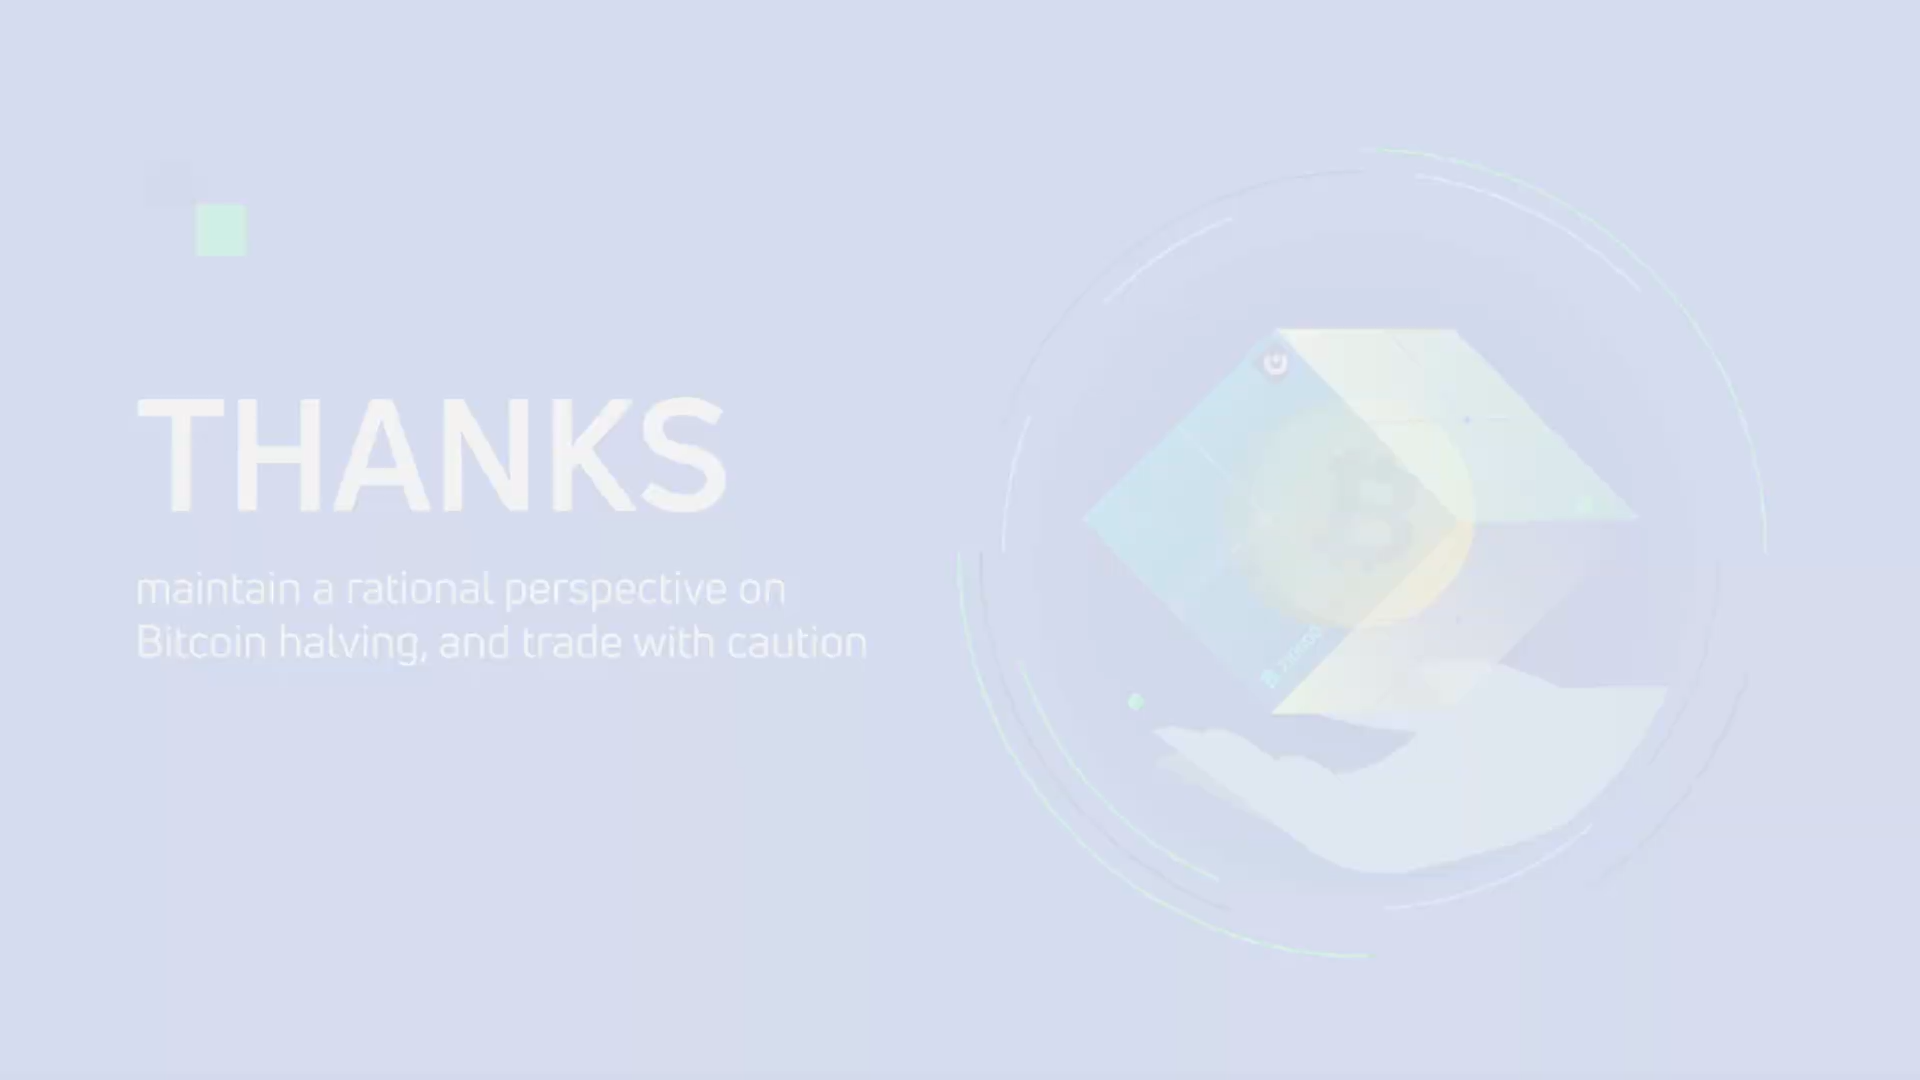 THANKS
maintain a rational perspective on
Bitcoin halving, and trade with caution